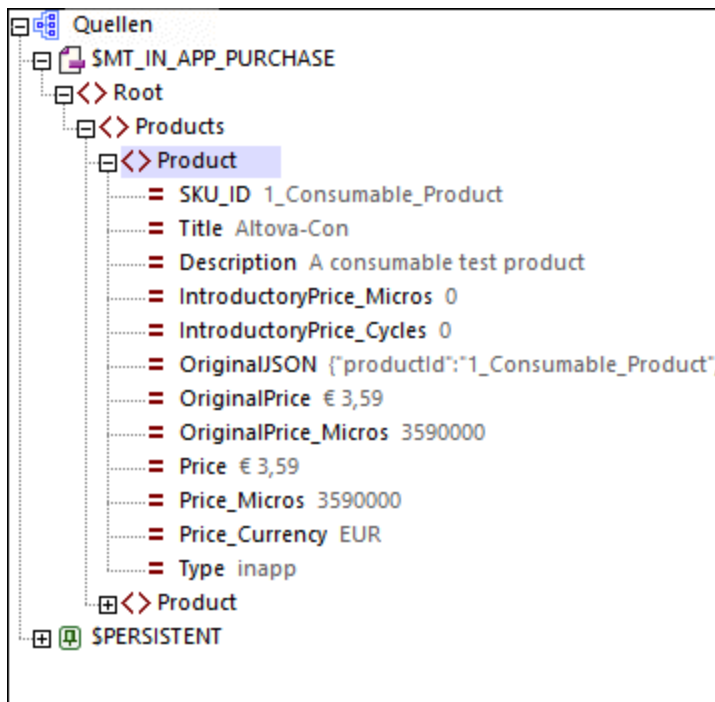 Quellen
$MT_IN_APP_PURCHASE
Root
Products
Product
SKU_ID 1_Consumable_Product
Title Altova-Con
Description A consumable test product
IntroductoryPrice_Micros 0
IntroductoryPrice_Cycles 0
OriginalJSON {"productId":"1_Consumable_Product",
OriginalPrice € 3,59
OriginalPrice_Micros 3590000
Price € 3,59
Price_Micros 3590000
Price_Currency EUR
Type inapp
Product
$PERSISTENT